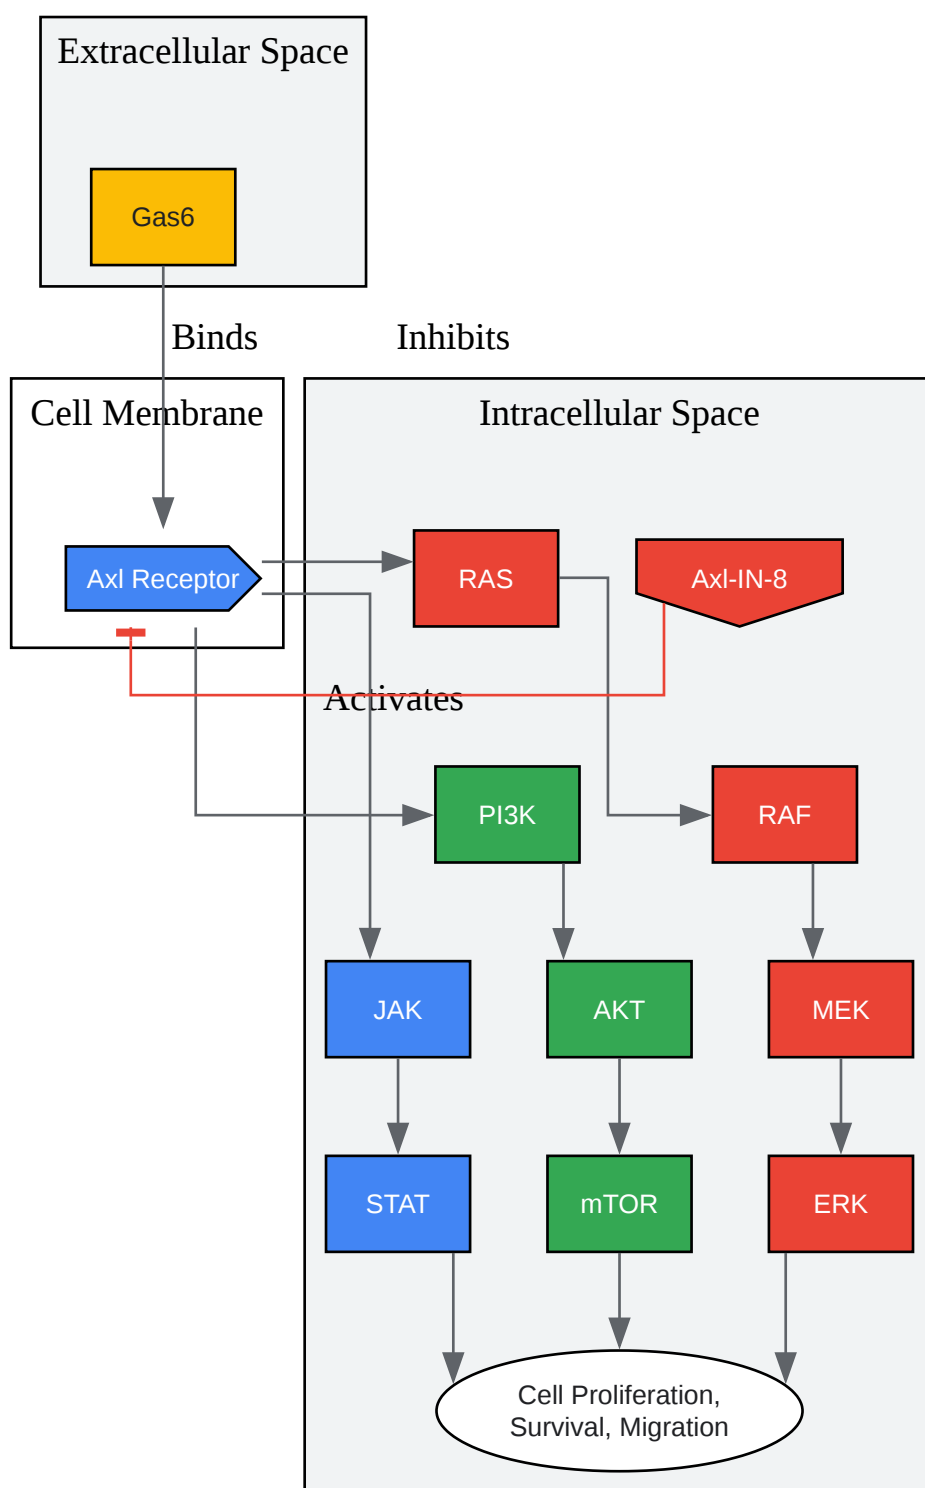 Extracellular Space
Gas6
Binds
Inhibits
Cell Membrane
Intracellular Space
Axl Receptor
RAS
Axl-IN-8
Activates
PI3K
RAF
JAK
AKT
MEK
STAT
mTOR
ERK
Cell Proliferation,
Survival, Migration